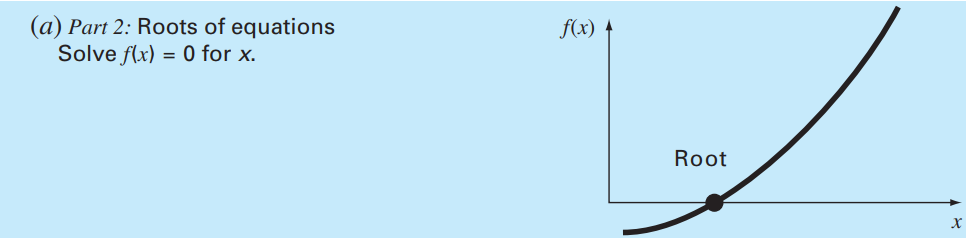 (a) Part 2: Roots of equations
Solve f(x) = 0 for x.
f(x)
Root
x